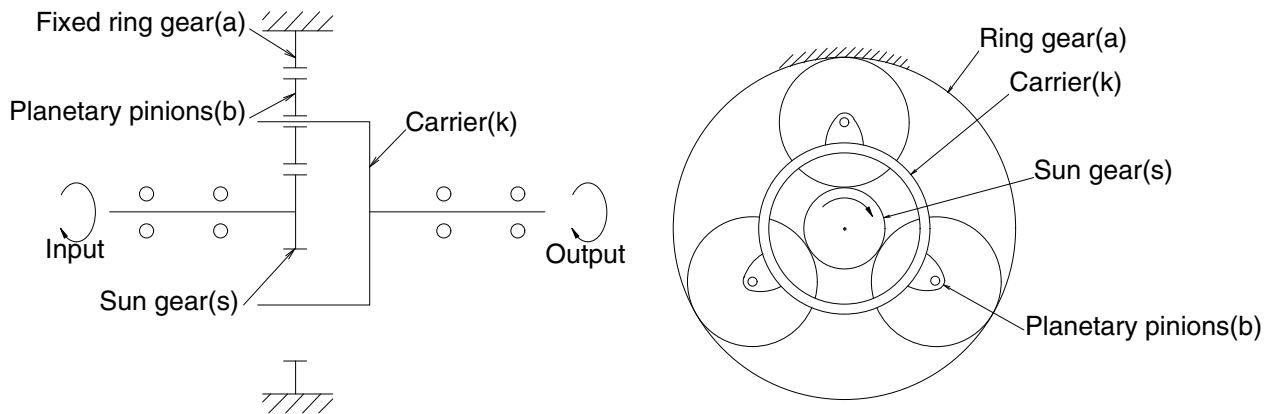 Fixed ring gear(a)
Planetary pinions(b)
Carrier(k)
Input
Output
Sun gear(s)
Ring gear(a)
Carrier(k)
Sun gear(s)
Planetary pinions(b)